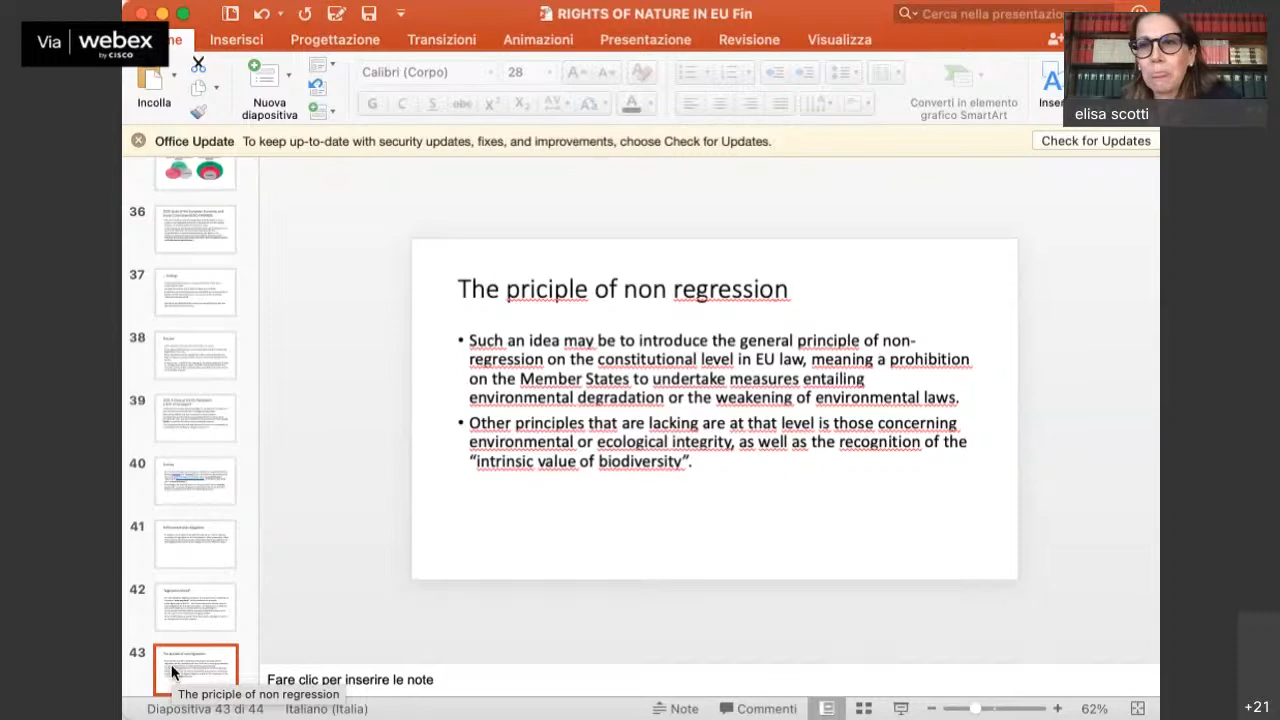 Via webex
by CISCO
RIGHTS OF NATURE IN EU Fin
Cerca nella presentazion
me Inserisci Progettazione Transizioni Animazioni Presentazione Revisione Visualizza
Calibri (Corpo) 28
Incolla
Nuova
diapositiva
G C
Converti in elemento
grafico SmartArt
Inser
elisa scotti
Office Update To keep up-to-date with security updates, fixes, and improvements, choose Check for Updates.
Check for Updates
36
37
38
39
40
41
42
43
The priciple of non regression
• Such an idea may be to introduce the general principle of non-
regression on the constitutional level in EU law, meaning a prohibition
on the Member States to undertake measures entailing
environmental degradation or the weakening of environmental laws.
• Other principles that are lacking are at that level is those concerning
environmental or ecological integrity, as well as the recognition of the
“intrinsic value of biodiversity”.
Fare clic per inserire le note
The priciple of non regression
Diapositiva 43 di 44 Italiano (Italia)
Note Commenti 62%
+21